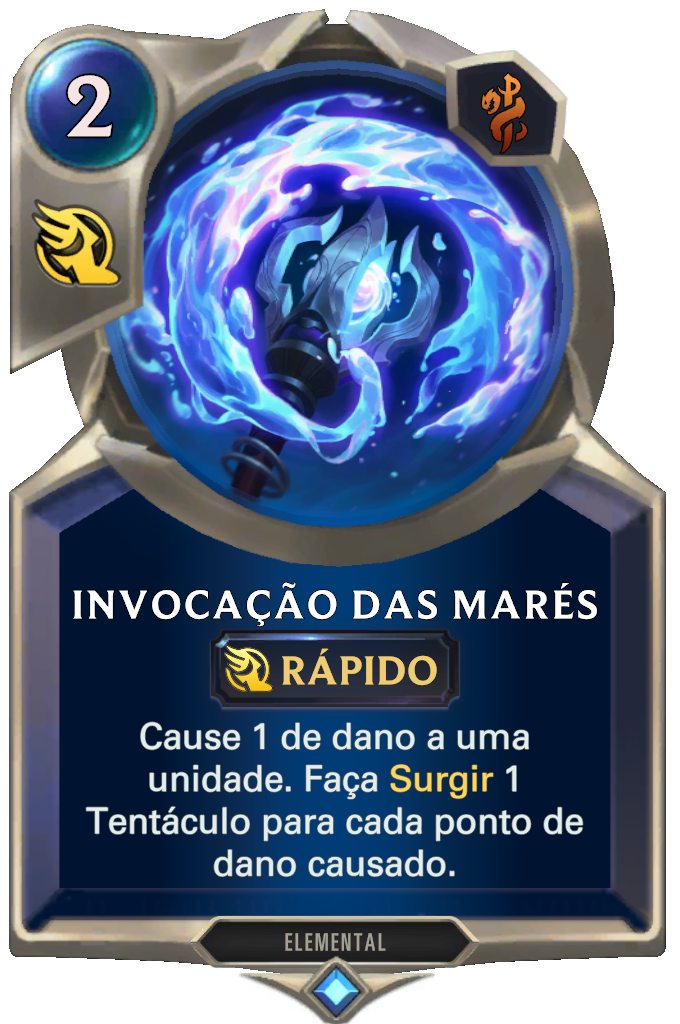 2
INVOCAÇÃO DAS MARÉS
RÁPIDO
Cause 1 de dano a uma
unidade. Faça Surgir 1
Tentáculo para cada ponto de
dano causado.
ELEMENTAL